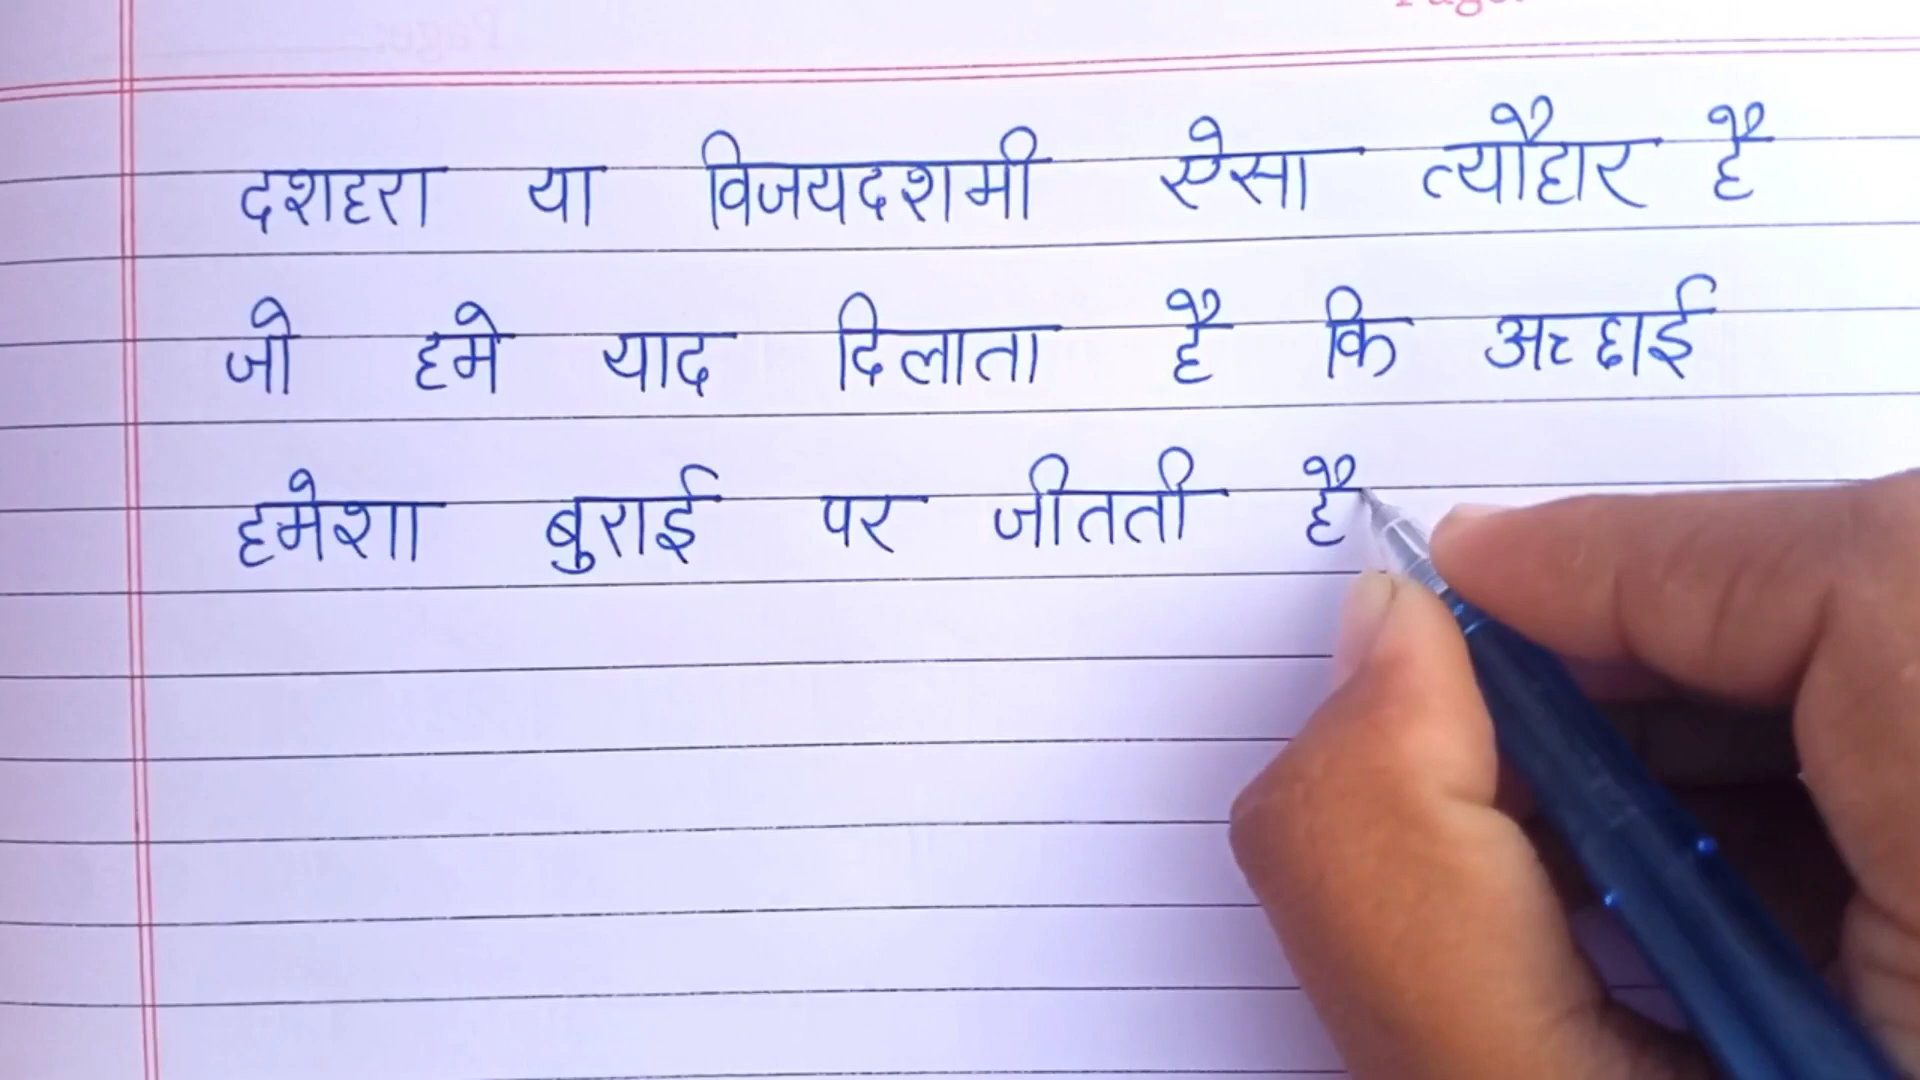 दशहरा या विजयदशमी ऐसा त्यौहार है
जो हमे याद दिलाता है कि अच्छाई
हमेशा बुराई पर जीतती है